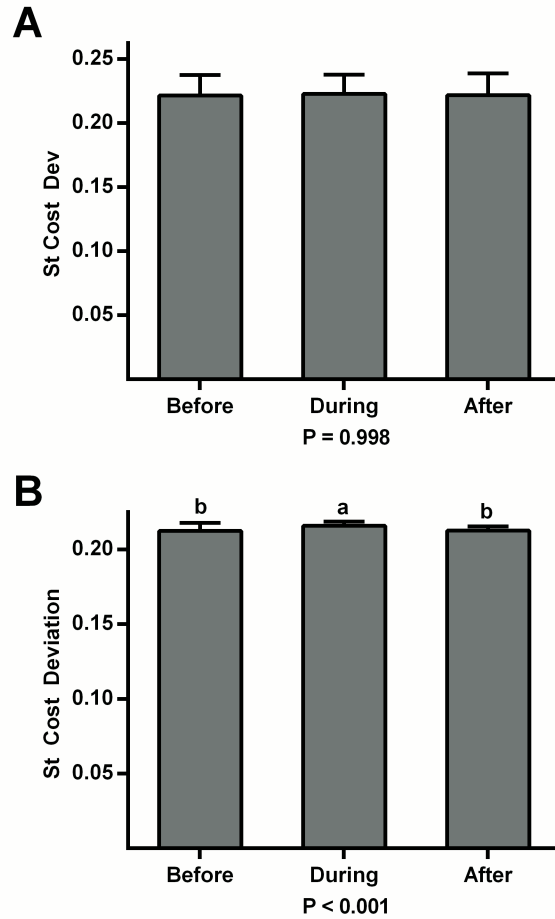 A
0.25
0.20
0.15
0.10
0.05
St Cost Dev
Before During After
P = 0.998
B
b a b
0.20
0.15
0.10
0.05
St Cost Deviation
Before During After
P < 0.001